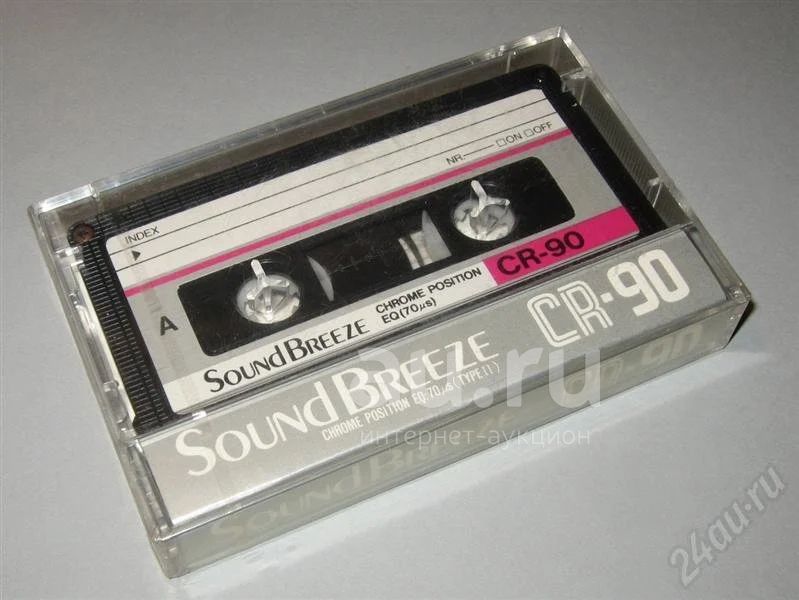 NR. ☐ON ☐OFF
INDEX
A
SOUND BREEZE
CHROME POSITION
EQ(70µs)
CR-90
SOUND BREEZE CR-90
CHROME POSITION EQ:70µs(TYPE II)
SOUND BREEZE CR-90
au.ru
интернет-аукцион
24au.ru